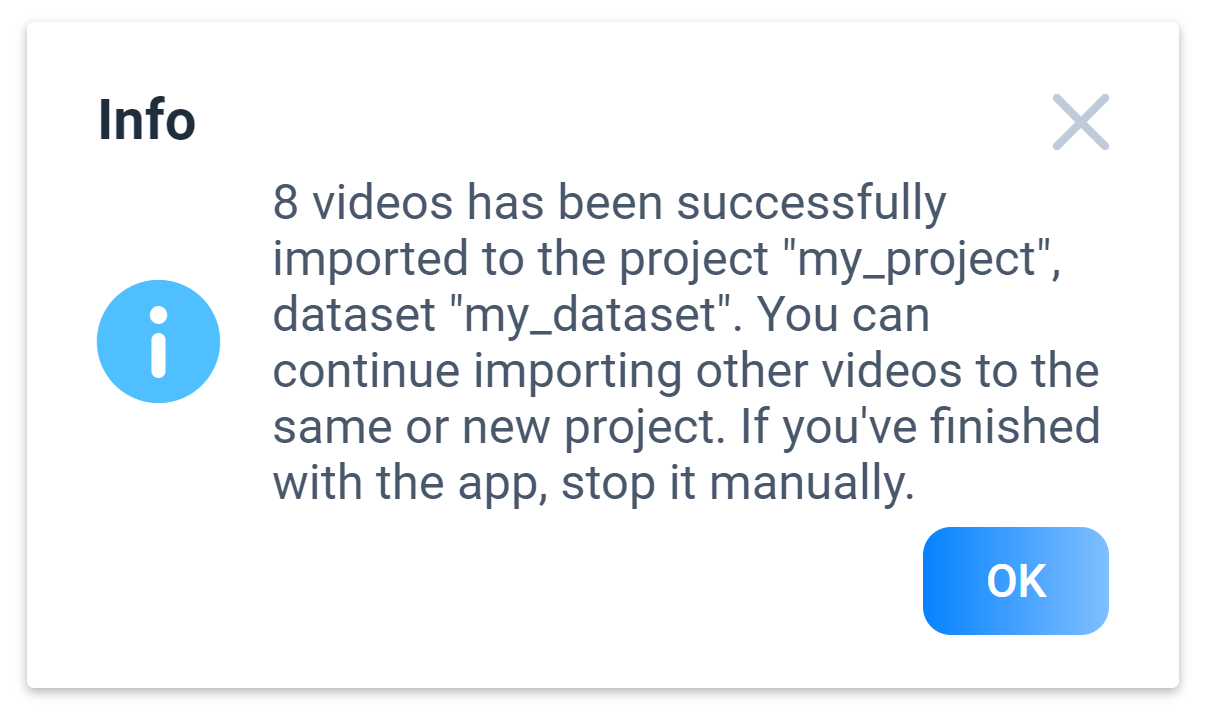 Info
8 videos has been successfully
imported to the project "my_project",
dataset "my_dataset". You can
continue importing other videos to the
same or new project. If you've finished
with the app, stop it manually.
OK